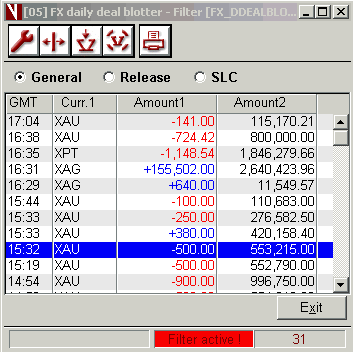 [05] FX daily deal blotter - Filter [FX_DDEALBLO...
General Release SLC
GMT Curr.1 Amount1 Amount2
17:04 XAU -141.00 115,170.21
16:38 XAU -724.42 800,000.00
16:35 XPT -1,148.54 1,846,279.66
16:31 XAG +155,502.00 2,640,423.96
16:29 XAG +640.00 11,549.57
15:44 XAU -100.00 110,683.00
15:33 XAU -250.00 276,582.50
15:33 XAU +380.00 420,158.40
15:32 XAU -500.00 553,215.00
15:19 XAU -500.00 552,790.00
14:54 XAU -900.00 996,750.00
Exit
Filter active ! 31